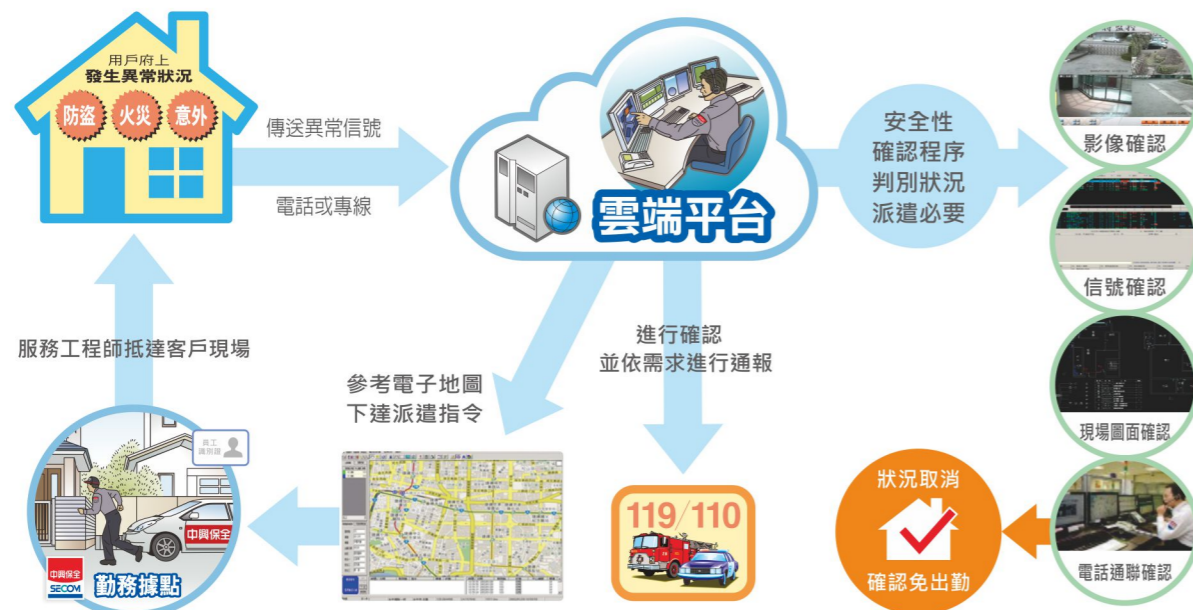 用戶府上
發生異常狀況
防盜
火災
意外
傳送異常信號
電話或專線
雲端平台
安全性
確認程序
判別狀況
派遣必要
影像確認
信號確認
現場圖面確認
電話通聯確認
狀況取消
確認免出勤
進行確認
並依需求進行通報
119/110
參考電子地圖
下達派遣指令
服務工程師抵達客戶現場
員工
識別證
中興保全
中興保全
SECOM
勤務據點